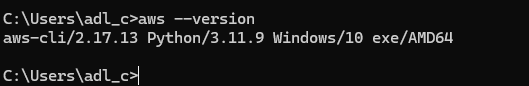 C:\Users\adl_c>aws --version
aws-cli/2.17.13 Python/3.11.9 Windows/10 exe/AMD64
C:\Users\adl_c>